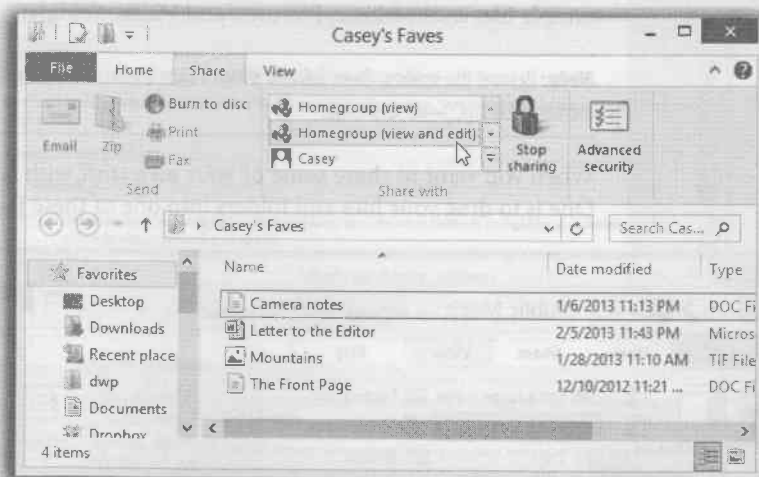 Casey's Faves
File Home Share View
Email
Zip
Burn to disc
Print
Fax
Send
Homegroup (view)
Homegroup (view and edit)
Casey
Share with
Stop sharing
Advanced security
Casey's Faves
Search Cas...
Favorites
Desktop
Downloads
Recent place
dwp
Documents
Dropbox
Name Date modified Type
Camera notes 1/6/2013 11:13 PM DOC Fi
Letter to the Editor 2/5/2013 11:43 PM Micros
Mountains 1/28/2013 11:10 AM TIF File
The Front Page 12/10/2012 11:21 ... DOC Fi
4 items